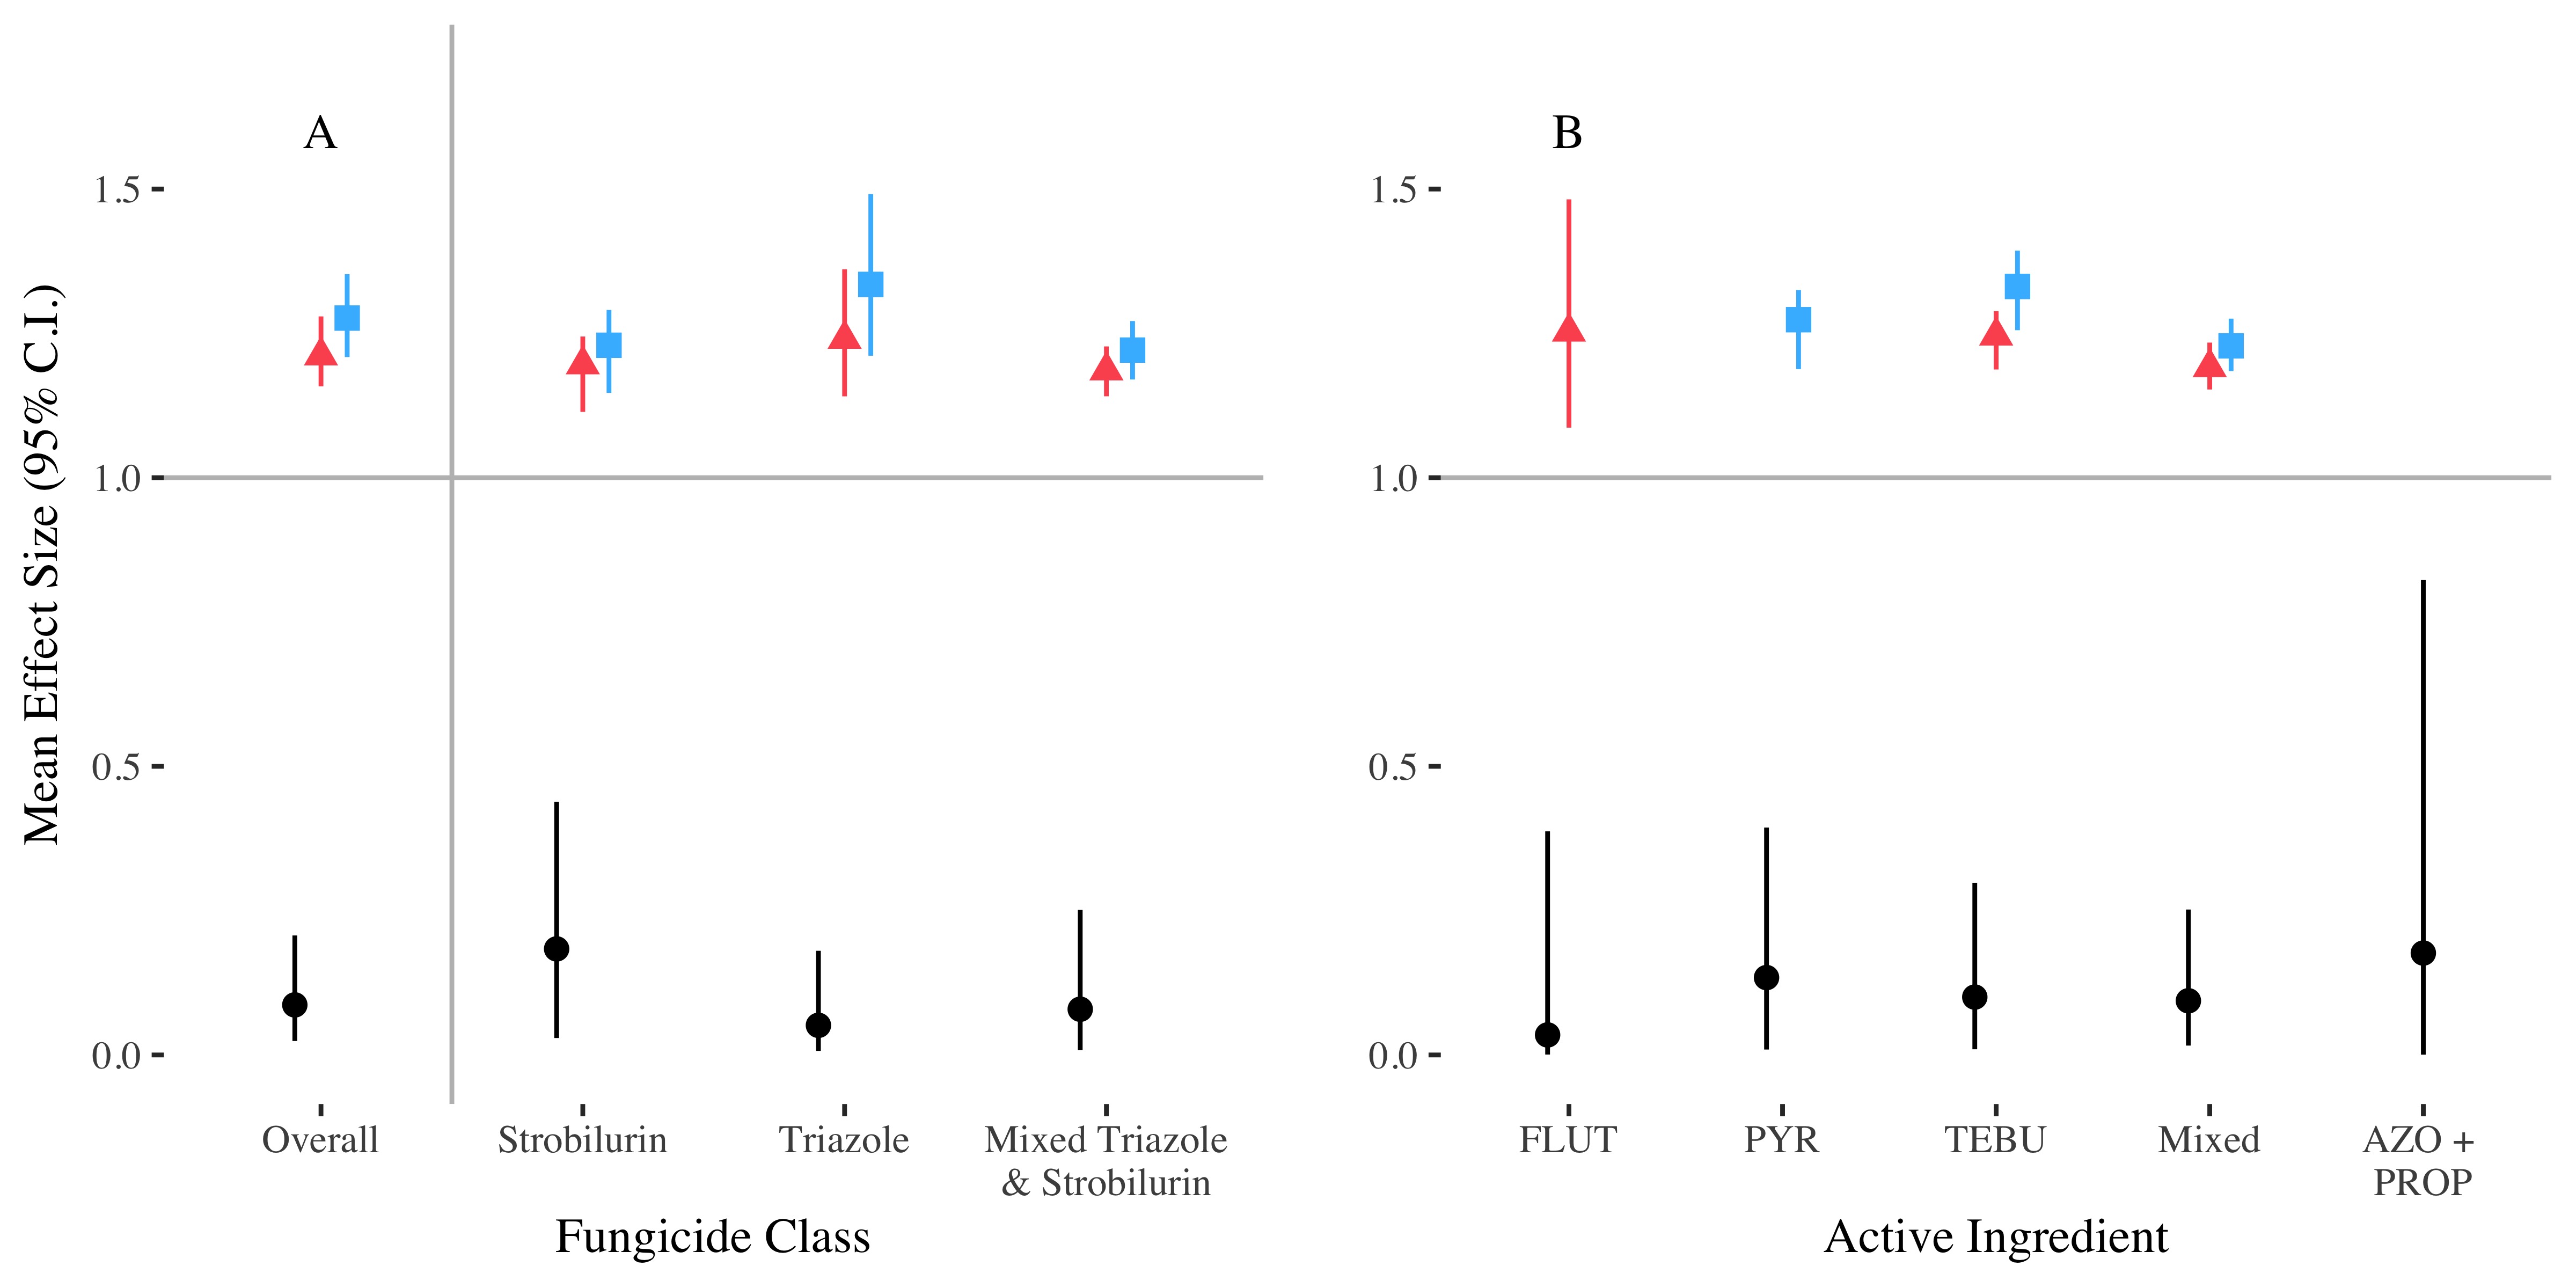 Mean Effect Size (95% C.I.)
A
1.5
1.0
0.5
0.0
Overall
Strobilurin
Triazole
Mixed Triazole
& Strobilurin
Fungicide Class
B
1.5
1.0
0.5
0.0
FLUT
PYR
TEBU
Mixed
AZO +
PROP
Active Ingredient